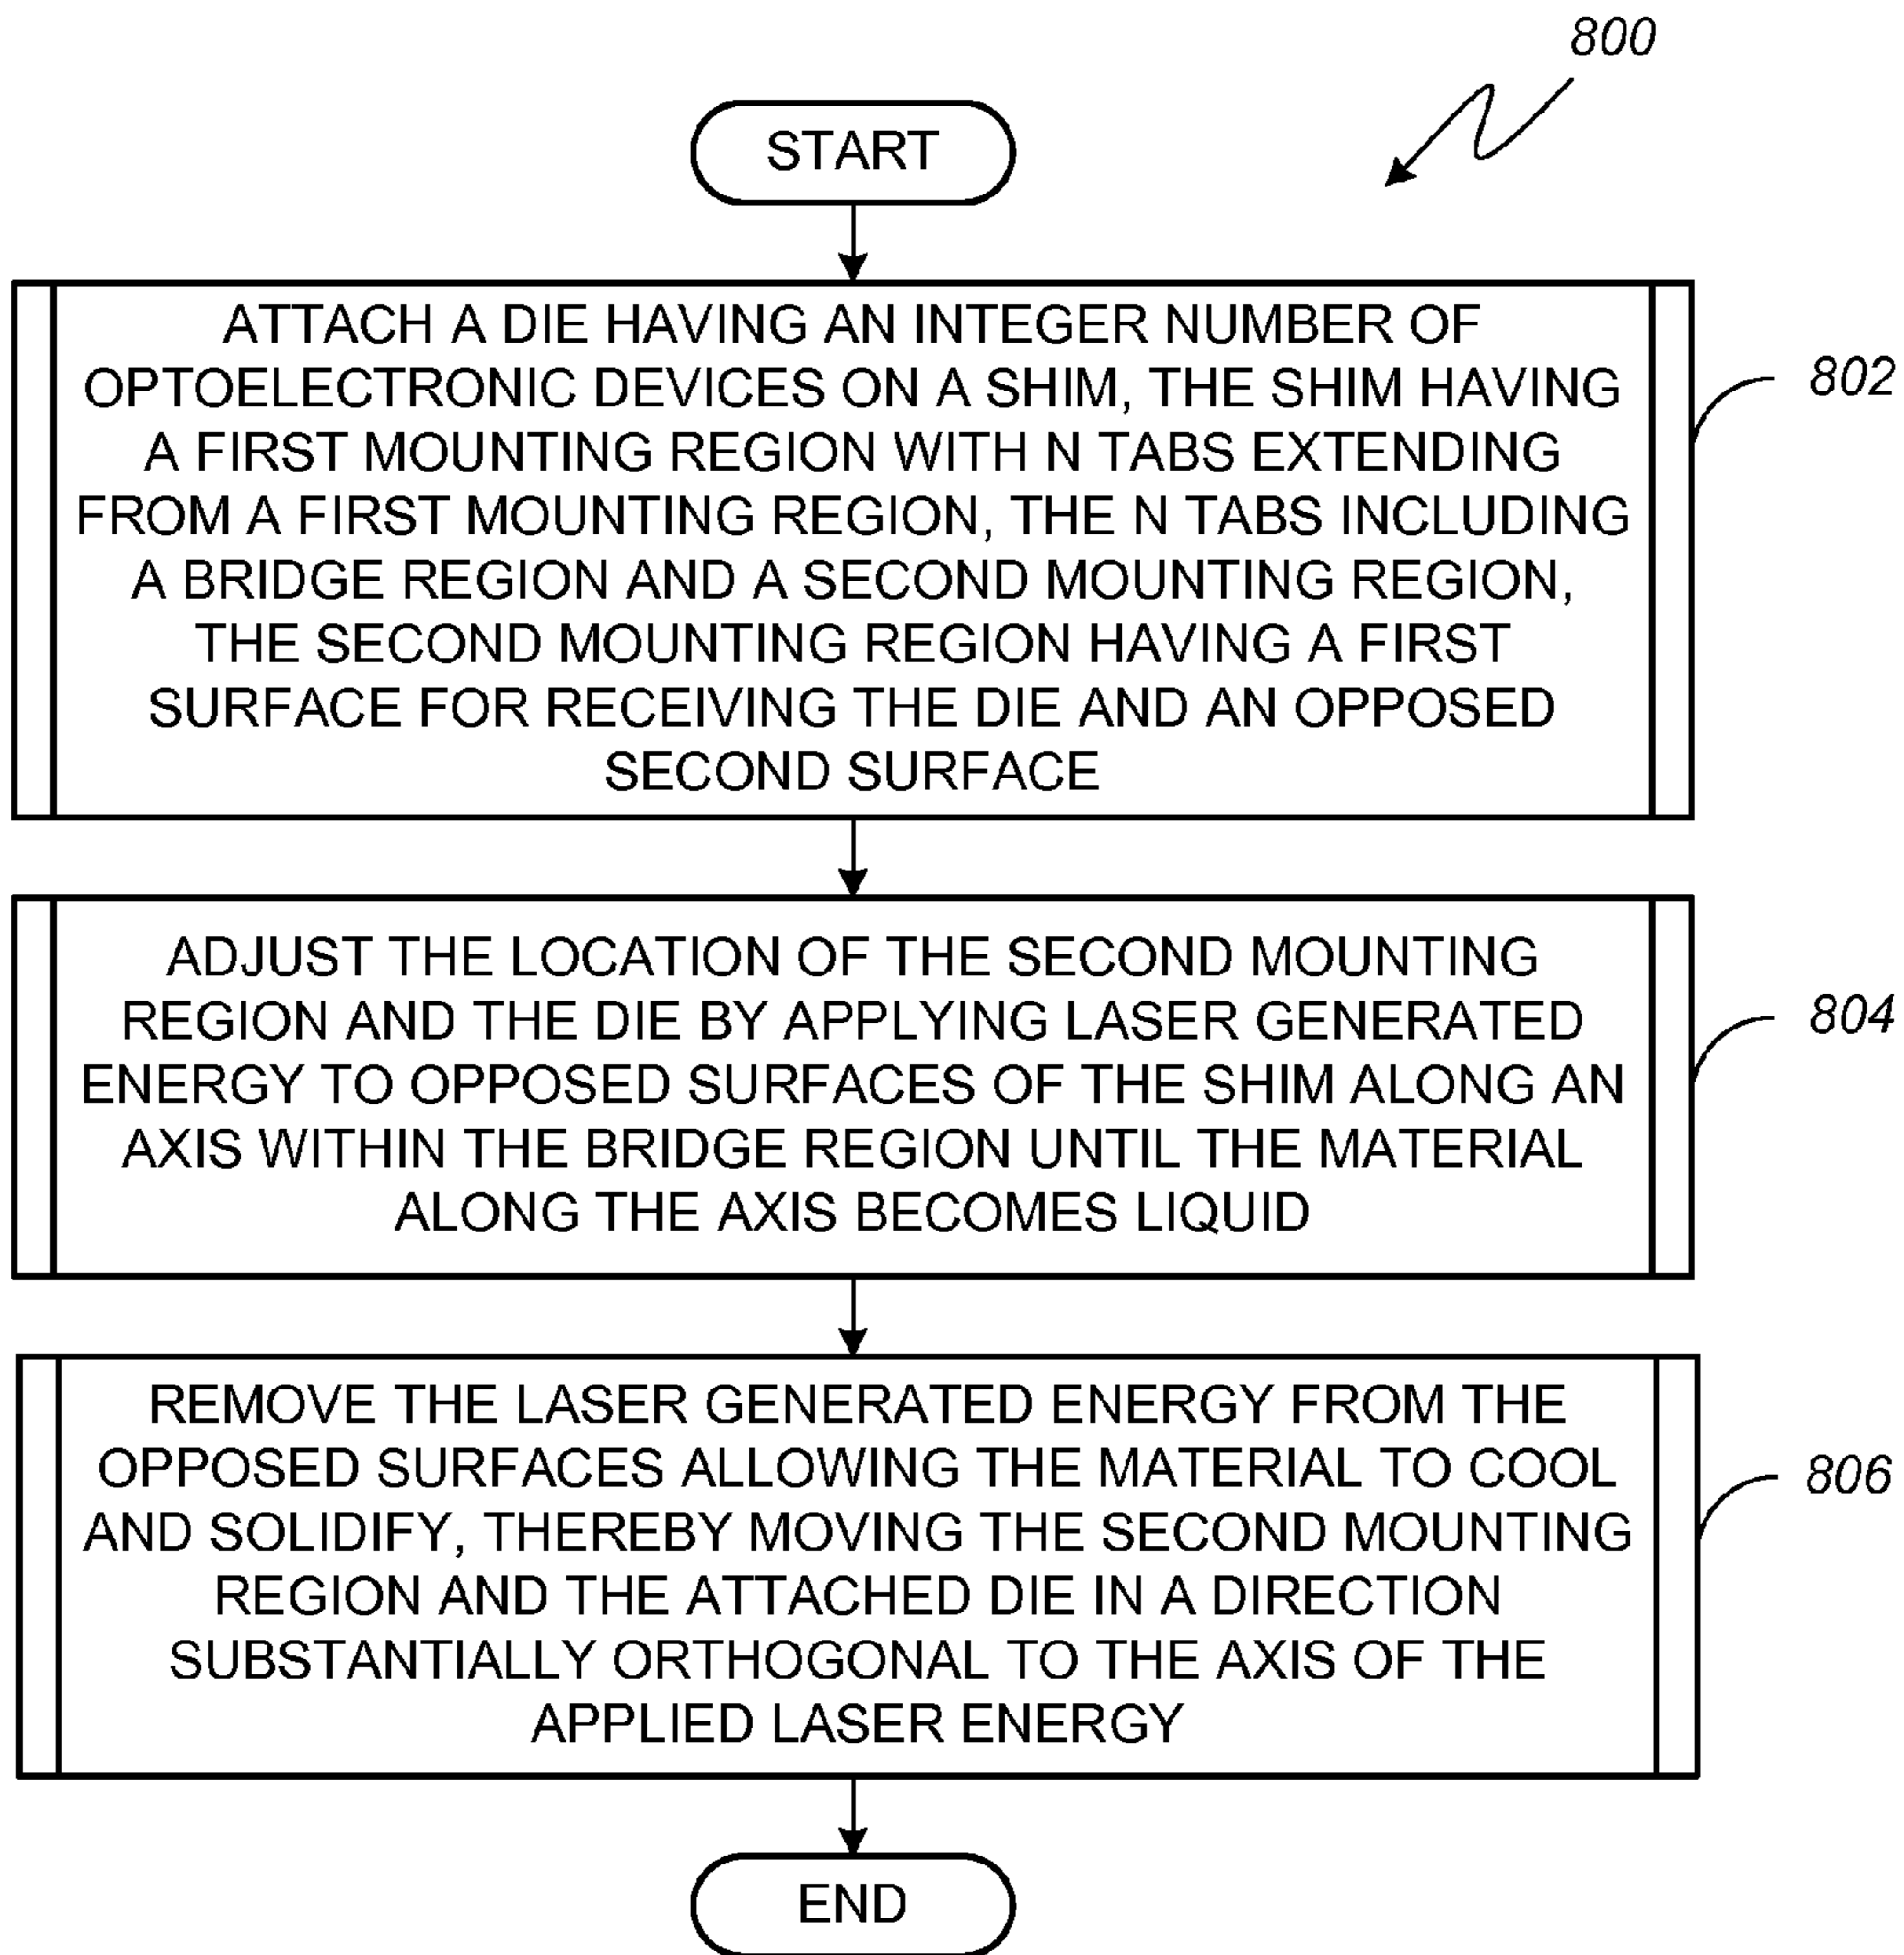 800
START
ATTACH A DIE HAVING AN INTEGER NUMBER OF
OPTOELECTRONIC DEVICES ON A SHIM, THE SHIM HAVING
A FIRST MOUNTING REGION WITH N TABS EXTENDING
FROM A FIRST MOUNTING REGION, THE N TABS INCLUDING
A BRIDGE REGION AND A SECOND MOUNTING REGION,
THE SECOND MOUNTING REGION HAVING A FIRST
SURFACE FOR RECEIVING THE DIE AND AN OPPOSED
SECOND SURFACE
802
ADJUST THE LOCATION OF THE SECOND MOUNTING
REGION AND THE DIE BY APPLYING LASER GENERATED
ENERGY TO OPPOSED SURFACES OF THE SHIM ALONG AN
AXIS WITHIN THE BRIDGE REGION UNTIL THE MATERIAL
ALONG THE AXIS BECOMES LIQUID
804
REMOVE THE LASER GENERATED ENERGY FROM THE
OPPOSED SURFACES ALLOWING THE MATERIAL TO COOL
AND SOLIDIFY, THEREBY MOVING THE SECOND MOUNTING
REGION AND THE ATTACHED DIE IN A DIRECTION
SUBSTANTIALLY ORTHOGONAL TO THE AXIS OF THE
APPLIED LASER ENERGY
806
END